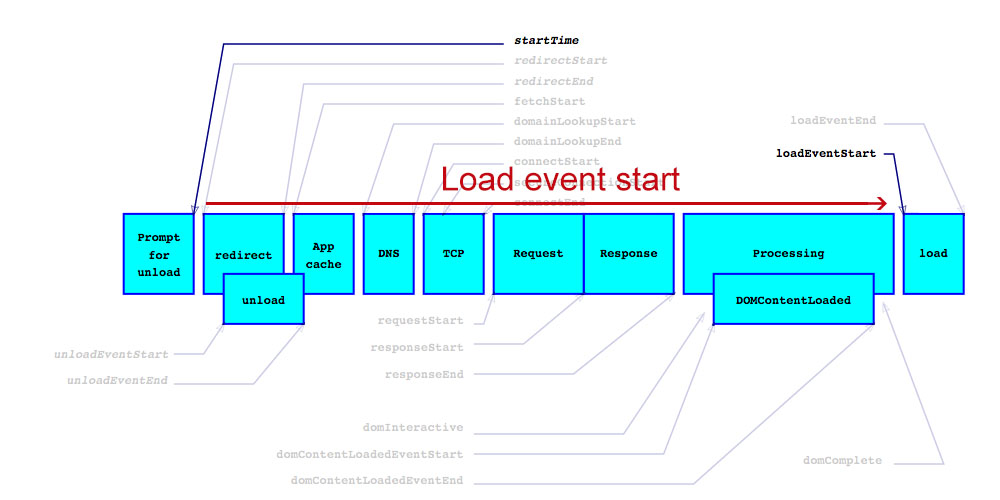 startTime
redirectStart
redirectEnd
fetchStart
domainLookupStart
loadEventEnd
domainLookupEnd
loadEventStart
connectStart
Load event start
connectEnd
Prompt
for
unload
redirect
App
cache
DNS
TCP
Request
Response
Processing
load
unload
DOMContentLoaded
requestStart
responseStart
unloadEventStart
responseEnd
unloadEventEnd
domInteractive
domContentLoadedEventStart
domComplete
domContentLoadedEventEnd